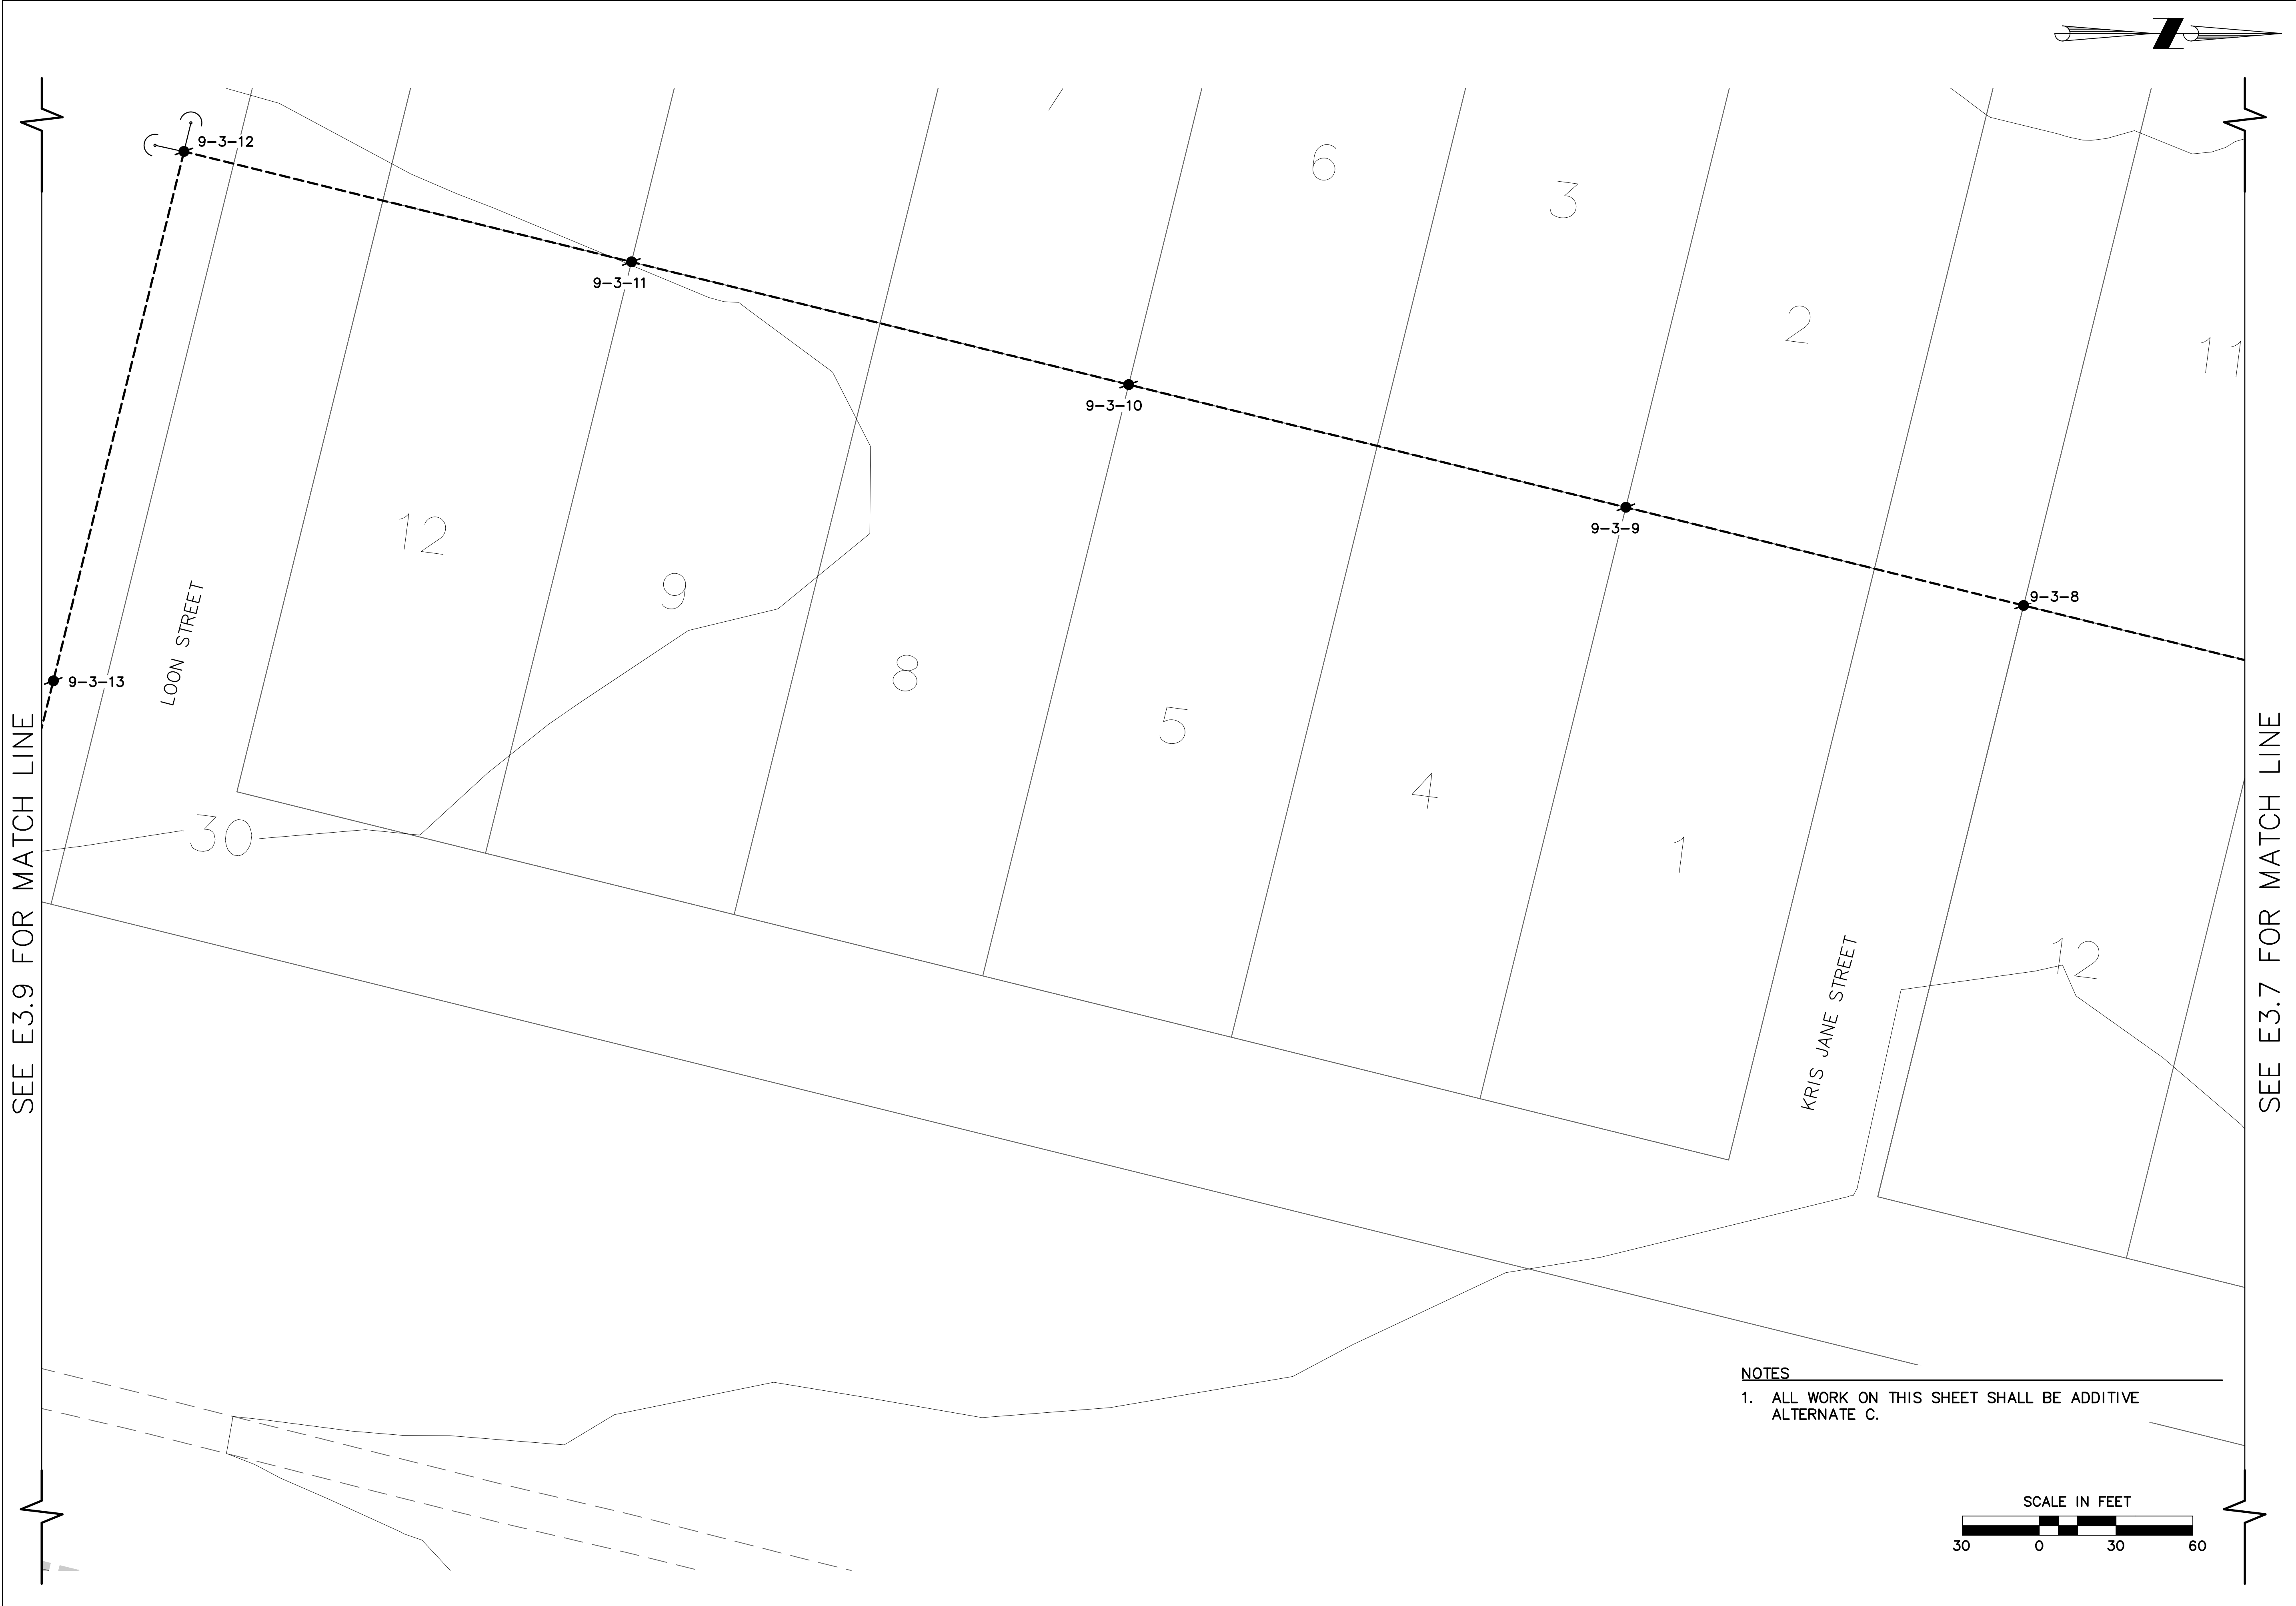 9-3-12
6
3
9-3-11
2
11
9-3-10
12
9-3-9
9
9-3-8
LOON STREET
8
9-3-13
5
4
30
1
12
KRIS JANE STREET
SEE E3.9 FOR MATCH LINE
SEE E3.7 FOR MATCH LINE
NOTES
1. ALL WORK ON THIS SHEET SHALL BE ADDITIVE
ALTERNATE C.
SCALE IN FEET
30 0 30 60